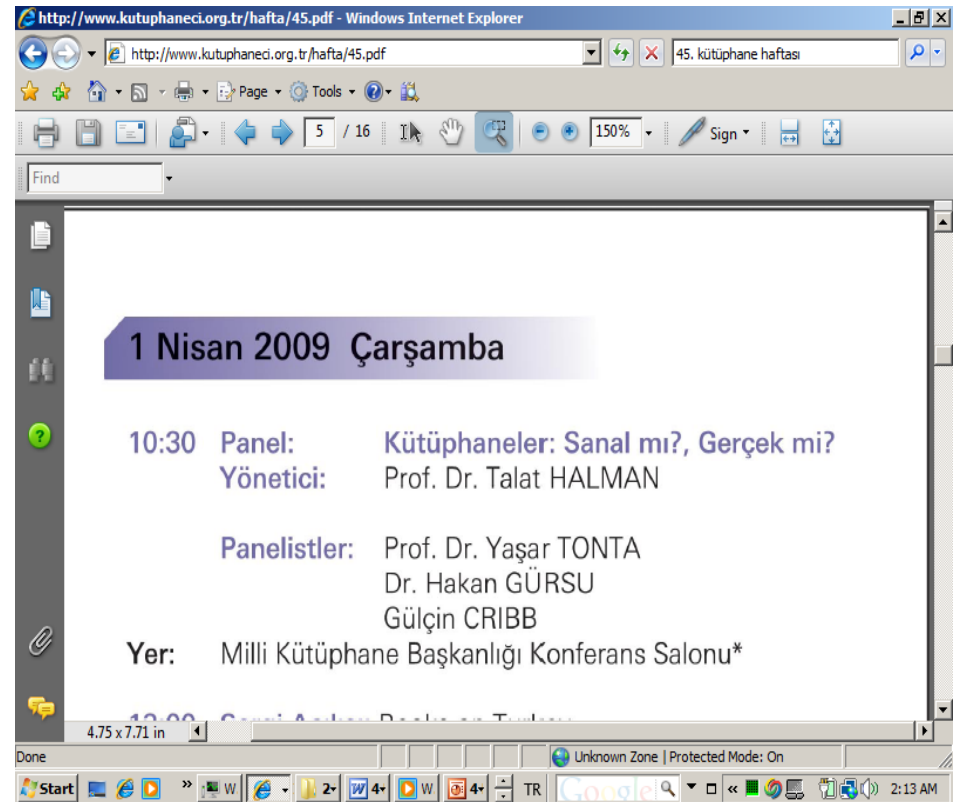 http://www.kutuphaneci.org.tr/hafta/45.pdf - Windows Internet Explorer
http://www.kutuphaneci.org.tr/hafta/45.pdf 45. kütüphane haftası
Page Tools
5 / 16 150% Sign
Find
1 Nisan 2009 Çarşamba
10:30 Panel: Kütüphaneler: Sanal mı?, Gerçek mi?
Yönetici: Prof. Dr. Talat HALMAN
Panelistler: Prof. Dr. Yaşar TONTA
Dr. Hakan GÜRSU
Gülçin CRIBB
Yer: Milli Kütüphane Başkanlığı Konferans Salonu*
4.75 x 7.71 in
Done Unknown Zone | Protected Mode: On
Start W 2 4 W 4 TR Google 2:13 AM